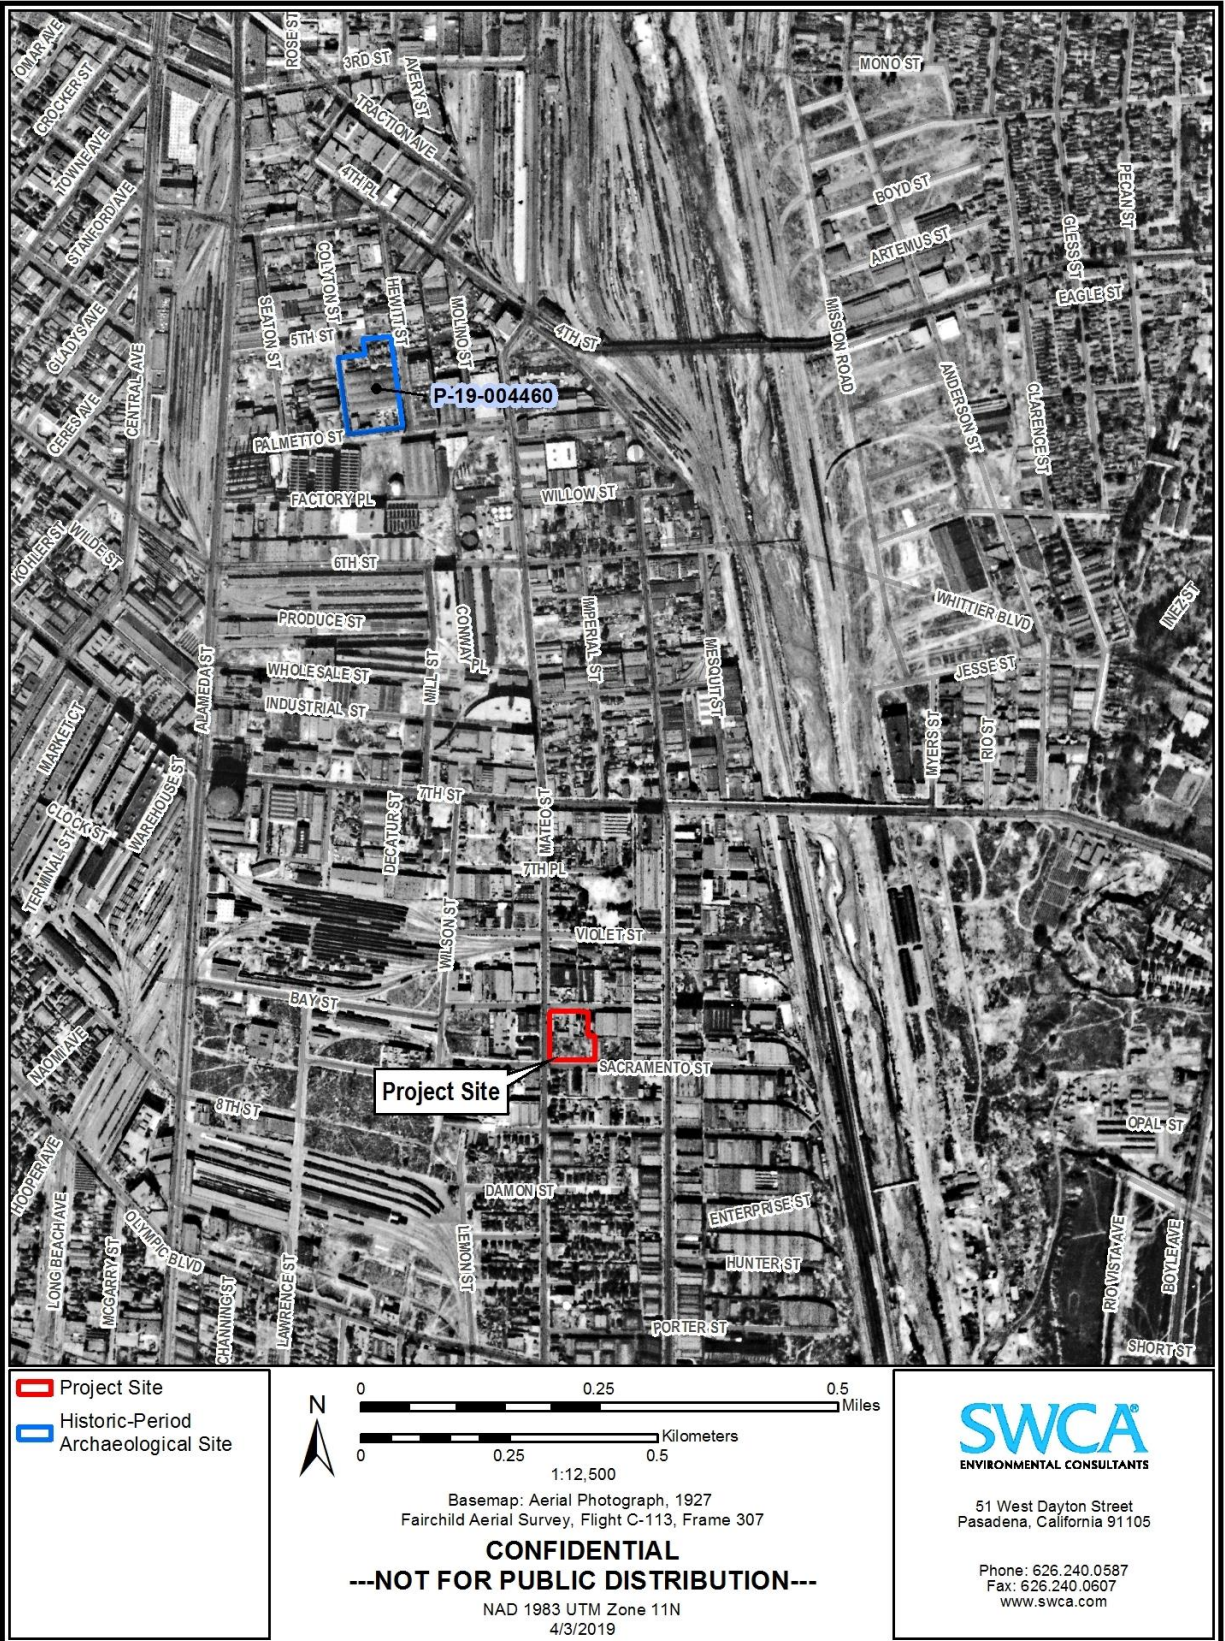 OMAR AVE
CROCKER ST
TOWNE AVE
STANFORD AVE
GLADYS AVE
CERES AVE
KOHLER ST
WILDE ST
CENTRAL AVE
ROSE ST
3RD ST
AVERY ST
TRACTION AVE
4TH PL
MONO ST
BOYD ST
ARTEMUS ST
PECAN ST
GLESS ST
EAGLE ST
COLYTON ST
HEWITT ST
SEATON ST
5TH ST
MOLINO ST
4TH ST
MISSION ROAD
P-19-004460
ANDERSON ST
CLARENCE ST
PALMETTO ST
FACTORY PL
WILLOW ST
6TH ST
PRODUCE ST
CONWAY PL
IMPERIAL ST
WHITTIER BLVD
INEZ ST
WHOLESALE ST
MILL ST
MESQUIT ST
JESSE ST
INDUSTRIAL ST
ALAMEDA ST
MARKET CT
WAREHOUSE ST
CLOCK ST
TERMINAL ST
MYERS ST
RIO ST
7TH ST
DECATUR ST
MATEO ST
7TH PL
WILSON ST
VIOLET ST
BAY ST
NAOMI AVE
SACRAMENTO ST
Project Site
8TH ST
OPAL ST
HOOPER AVE
LONG BEACH AVE
MCGARRY ST
OLYMPIC BLVD
CHANNING ST
LAWRENCE ST
LEMON ST
DAMON ST
ENTERPRISE ST
HUNTER ST
PORTER ST
RIO VISTA AVE
BOYLE AVE
SHORT ST
Project Site
Historic-Period
Archaeological Site
N
0 0.25 0.5
Miles
Kilometers
0 0.25 0.5
1:12,500
Basemap: Aerial Photograph, 1927
Fairchild Aerial Survey, Flight C-113, Frame 307
CONFIDENTIAL
---NOT FOR PUBLIC DISTRIBUTION---
NAD 1983 UTM Zone 11N
4/3/2019
SWCA®
ENVIRONMENTAL CONSULTANTS
51 West Dayton Street
Pasadena, California 91105
Phone: 626.240.0587
Fax: 626.240.0607
www.swca.com